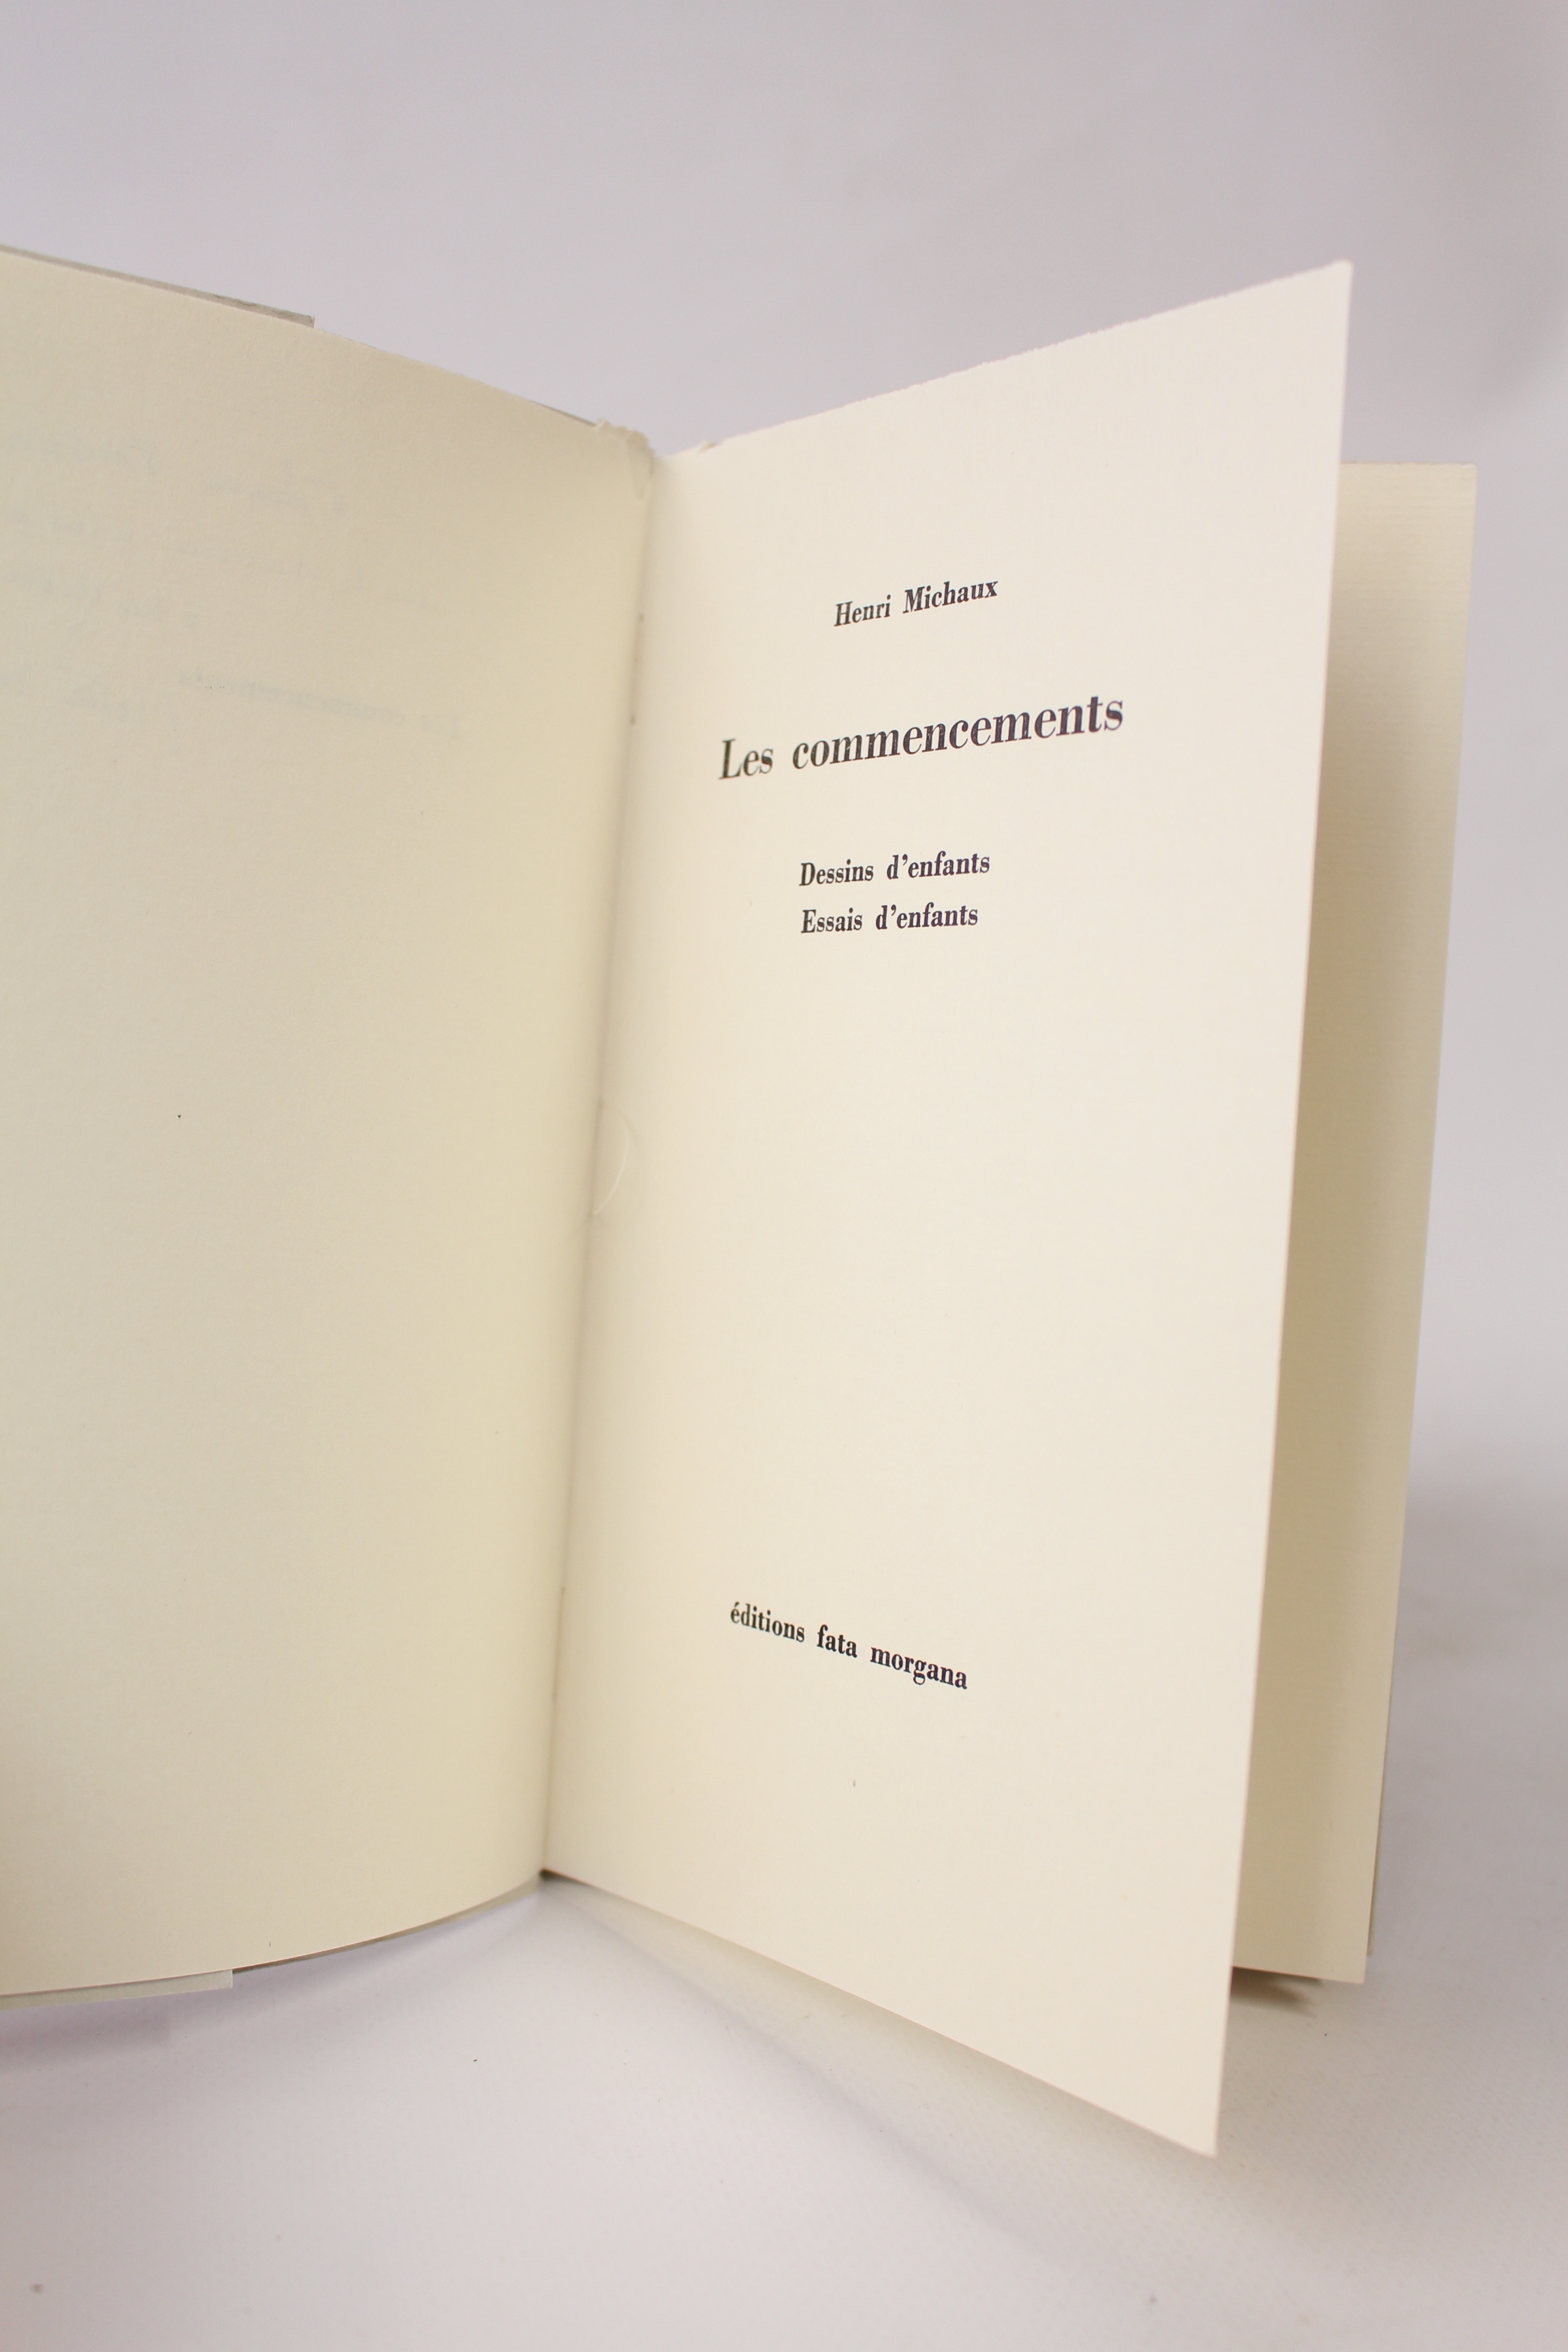 Henri Michaux
Les commencements
Dessins d'enfants
Essais d'enfants
éditions fata morgana